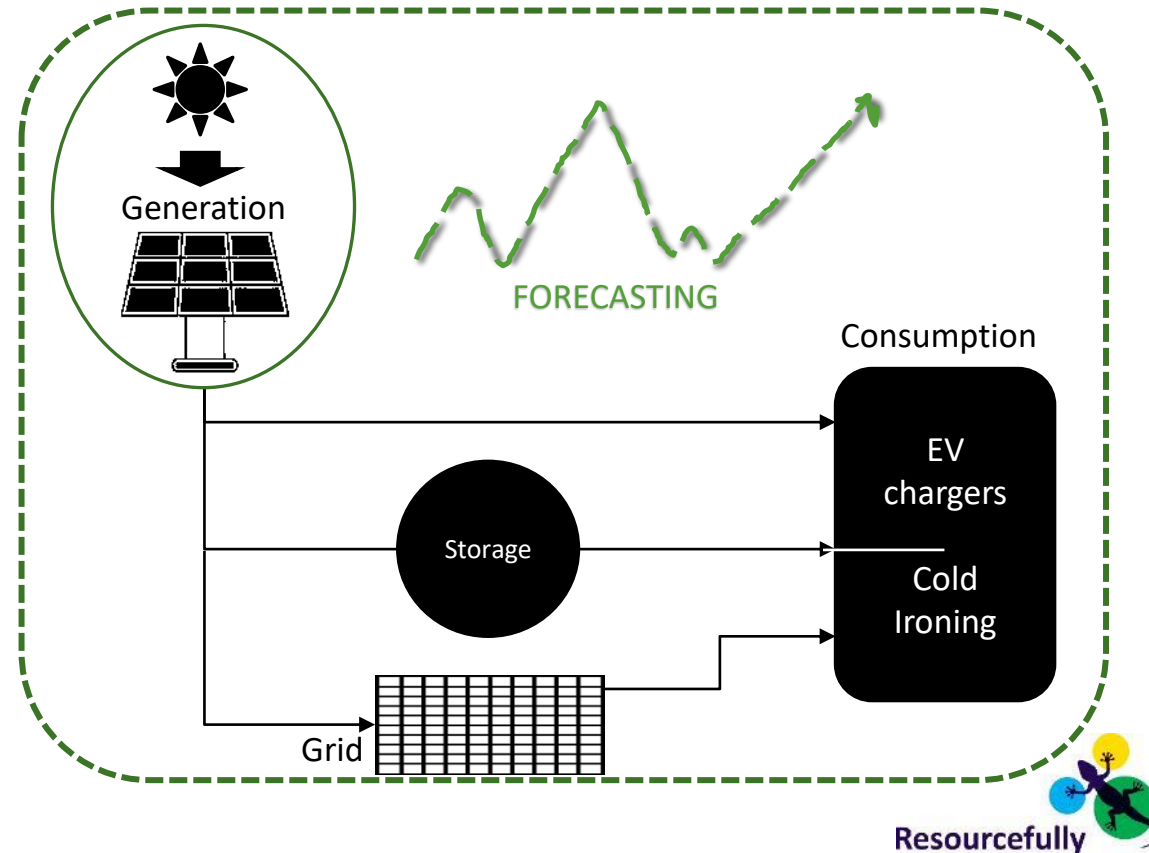 Generation
FORECASTING
Consumption
EV
chargers
Storage
Cold
Ironing
Grid
Resourcefully